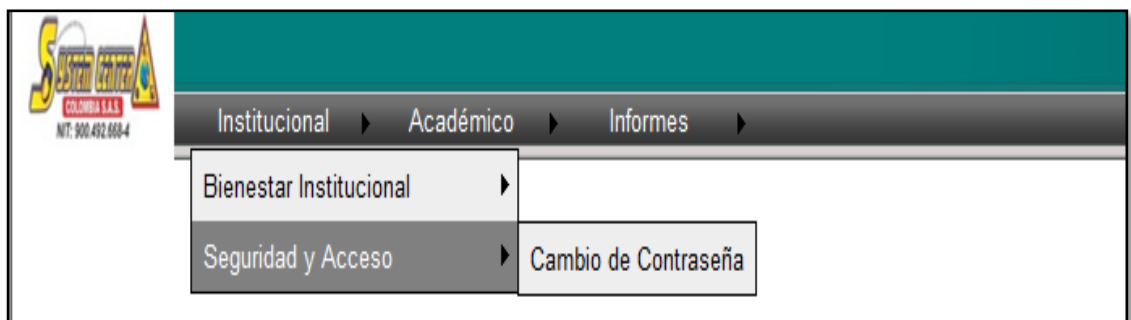 SYSTEM CENTER
COLOMBIA S.A.S.
NIT: 900.492.668-4
Institucional Académico Informes
Bienestar Institucional
Seguridad y Acceso Cambio de Contraseña